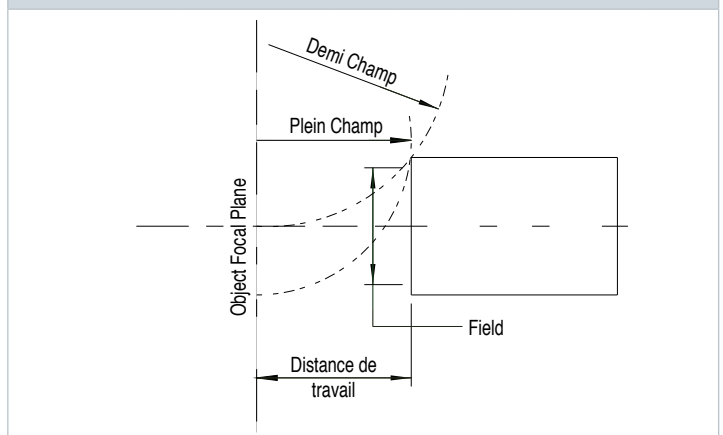 Demi Champ
Plein Champ
Object Focal Plane
Field
Distance de
travail